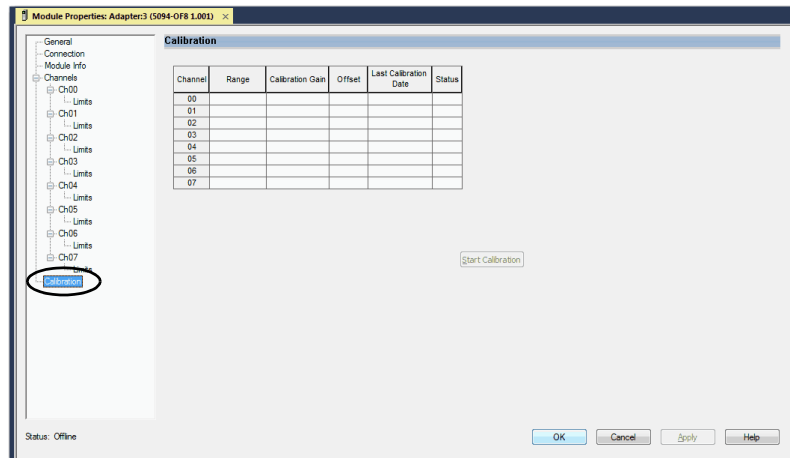 Module Properties: Adapter:3 (5094-OF8 1.001) ×
General
Connection
Module Info
Channels
Ch00
Limits
Ch01
Limits
Ch02
Limits
Ch03
Limits
Ch04
Limits
Ch05
Limits
Ch06
Limits
Ch07
Limits
Calibration
Calibration
Channel Range Calibration Gain Offset Last Calibration Date Status
00
01
02
03
04
05
06
07
Start Calibration
Status: Offline
OK Cancel Apply Help